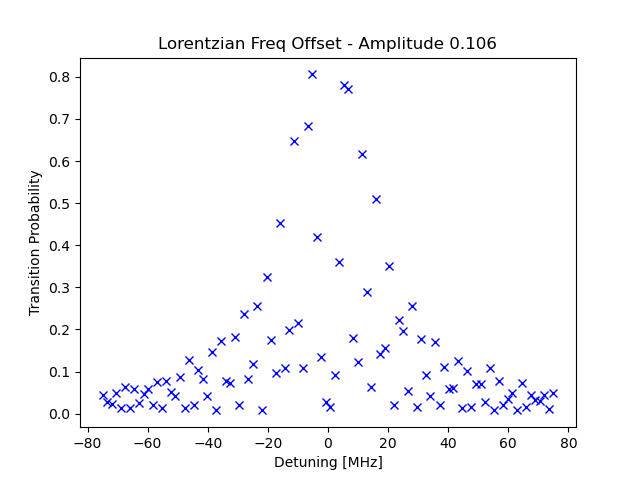 Lorentzian Freq Offset - Amplitude 0.106
0.8
0.7
0.6
0.5
0.4
0.3
0.2
0.1
0.0
Transition Probability
−80 −60 −40 −20 0 20 40 60 80
Detuning [MHz]